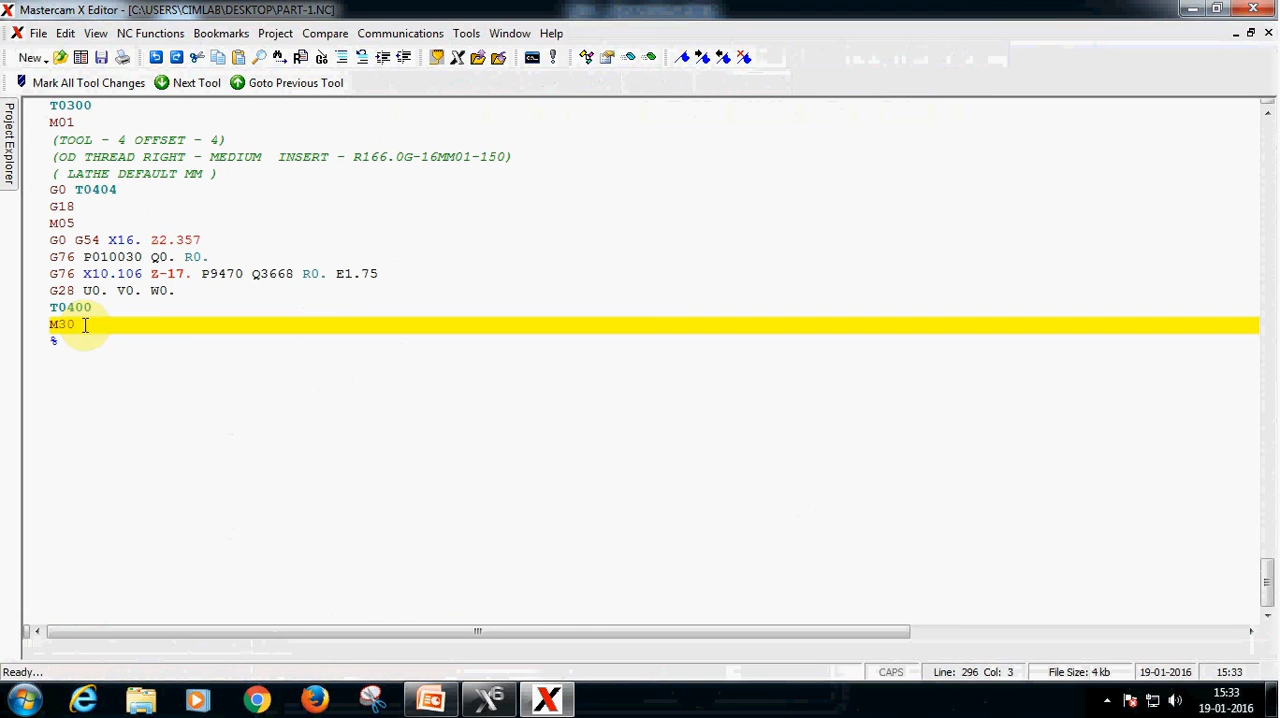 Mastercam X Editor - [C:\USERS\CIMLAB\DESKTOP\PART-1.NC]
File Edit View NC Functions Bookmarks Project Compare Communications Tools Window Help
New
Mark All Tool Changes Next Tool Goto Previous Tool
Project Explorer
T0300
M01
(TOOL - 4 OFFSET - 4)
(OD THREAD RIGHT - MEDIUM  INSERT - R166.0G-16MM01-150)
( LATHE DEFAULT MM )
G0 T0404
G18
M05
G0 G54 X16. Z2.357
G76 P010030 Q0. R0.
G76 X10.106 Z-17. P9470 Q3668 R0. E1.75
G28 U0. V0. W0.
T0400
M30
%
Ready... CAPS Line: 296 Col: 3 File Size: 4 kb 19-01-2016 15:33
15:33
19-01-2016